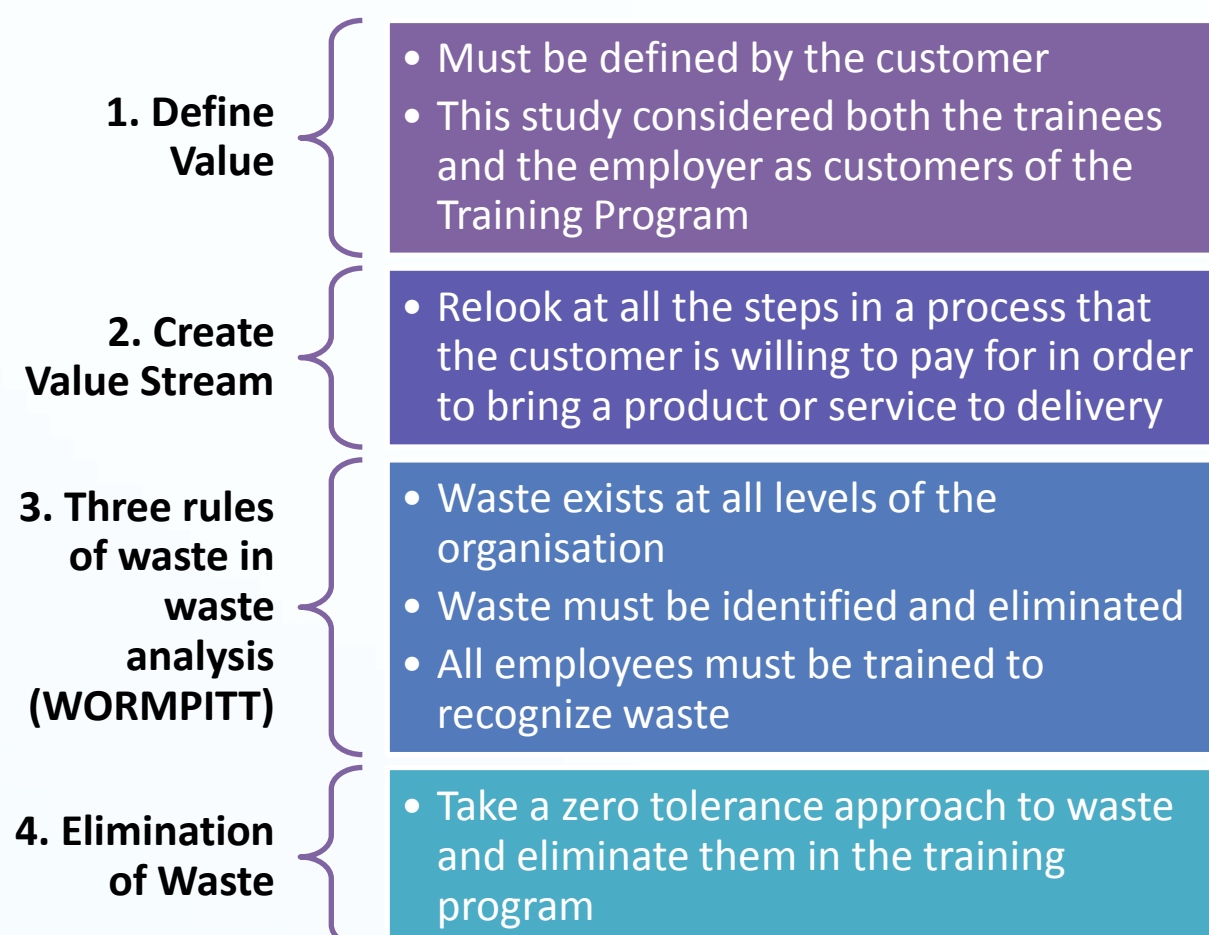 1. Define
Value
• Must be defined by the customer
• This study considered both the trainees
and the employer as customers of the
Training Program
2. Create
Value Stream
• Relook at all the steps in a process that
the customer is willing to pay for in order
to bring a product or service to delivery
3. Three rules
of waste in
waste
analysis
(WORMPITT)
• Waste exists at all levels of the
organisation
• Waste must be identified and eliminated
• All employees must be trained to
recognize waste
4. Elimination
of Waste
• Take a zero tolerance approach to waste
and eliminate them in the training
program